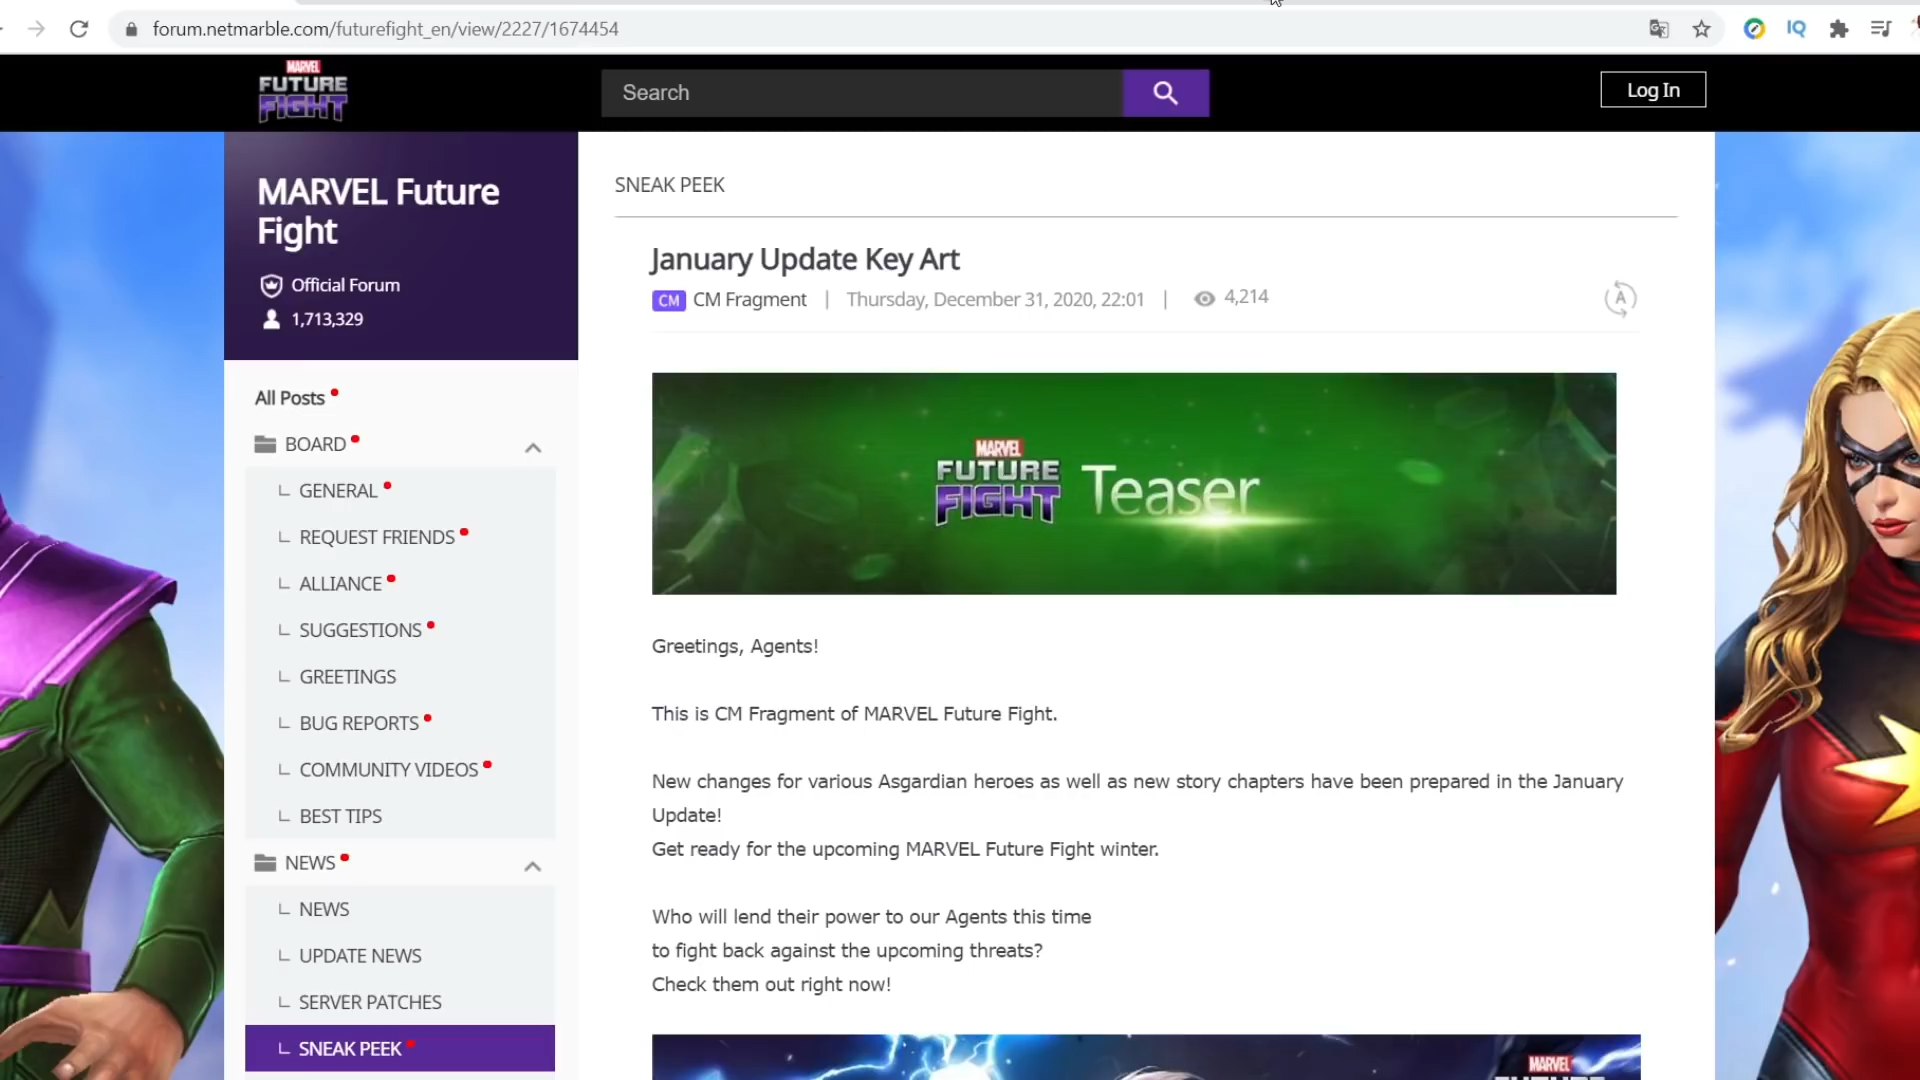 forum.netmarble.com/futurefight_en/view/2227/1674454
IQ
MARVEL
FUTURE
FIGHT
Search
Log In
MARVEL Future
Fight
Official Forum
1,713,329
All Posts
BOARD
GENERAL
REQUEST FRIENDS
ALLIANCE
SUGGESTIONS
GREETINGS
BUG REPORTS
COMMUNITY VIDEOS
BEST TIPS
NEWS
NEWS
UPDATE NEWS
SERVER PATCHES
SNEAK PEEK
SNEAK PEEK
January Update Key Art
CM CM Fragment | Thursday, December 31, 2020, 22:01 | 4,214
A
MARVEL
FUTURE
FIGHT
Teaser
Greetings, Agents!
This is CM Fragment of MARVEL Future Fight.
New changes for various Asgardian heroes as well as new story chapters have been prepared in the January
Update!
Get ready for the upcoming MARVEL Future Fight winter.
Who will lend their power to our Agents this time
to fight back against the upcoming threats?
Check them out right now!
MARVEL